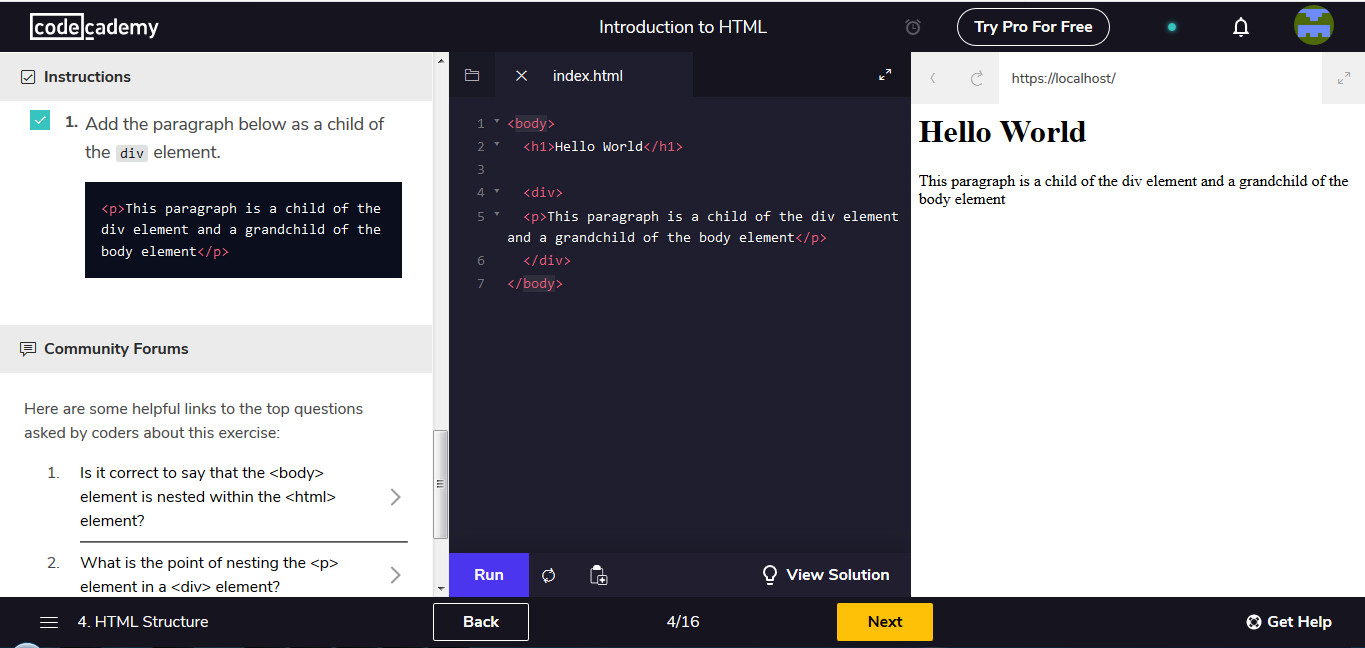 codecademy
Introduction to HTML
Try Pro For Free
Instructions
1. Add the paragraph below as a child of
the div element.
<p>This paragraph is a child of the
div element and a grandchild of the
body element</p>
Community Forums
Here are some helpful links to the top questions
asked by coders about this exercise:
1. Is it correct to say that the <body>
element is nested within the <html>
element?
2. What is the point of nesting the <p>
element in a <div> element?
index.html
1 <body>
2 <h1>Hello World</h1>
3
4 <div>
5 <p>This paragraph is a child of the div element
and a grandchild of the body element</p>
6 </div>
7 </body>
Run
View Solution
https://localhost/
Hello World
This paragraph is a child of the div element and a grandchild of the
body element
4. HTML Structure
Back
4/16
Next
Get Help